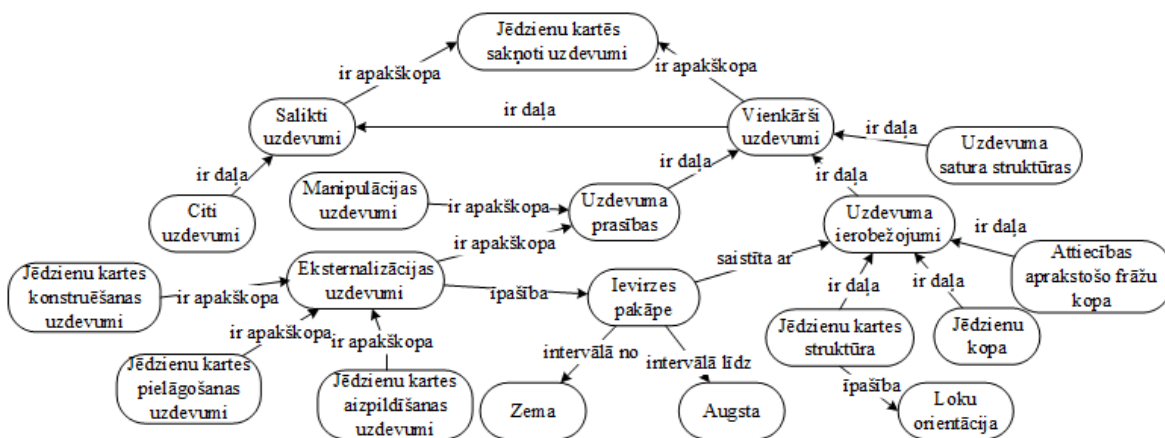 Jēdzienu kartēs
sakņoti uzdevumi
ir apakškopa
ir apakškopa
Salikti
uzdevumi
ir daļa
Vienkārši
uzdevumi
ir daļa
Uzdevuma
satura struktūras
ir daļa
Citi
uzdevumi
Manipulācijas
uzdevumi
ir apakškopa
ir daļa
Uzdevuma
prasības
ir daļa
Uzdevuma
ierobežojumi
ir daļa
Attiecības
aprakstošo frāžu
kopa
ir apakškopa
Jēdzienu kartes
konstruēšanas
uzdevumi
ir apakškopa
Eksternalizācijas
uzdevumi
īpašība
Ievirzes
pakāpe
saistīta ar
ir daļa
ir daļa
Jēdzienu kartes
struktūra
Jēdzienu
kopa
ir apakškopa
ir apakškopa
Jēdzienu kartes
pielāgošanas
uzdevumi
Jēdzienu kartes
aizpildīšanas
uzdevumi
intervālā no
intervālā līdz
Zema
Augsta
īpašība
Loku
orientācija